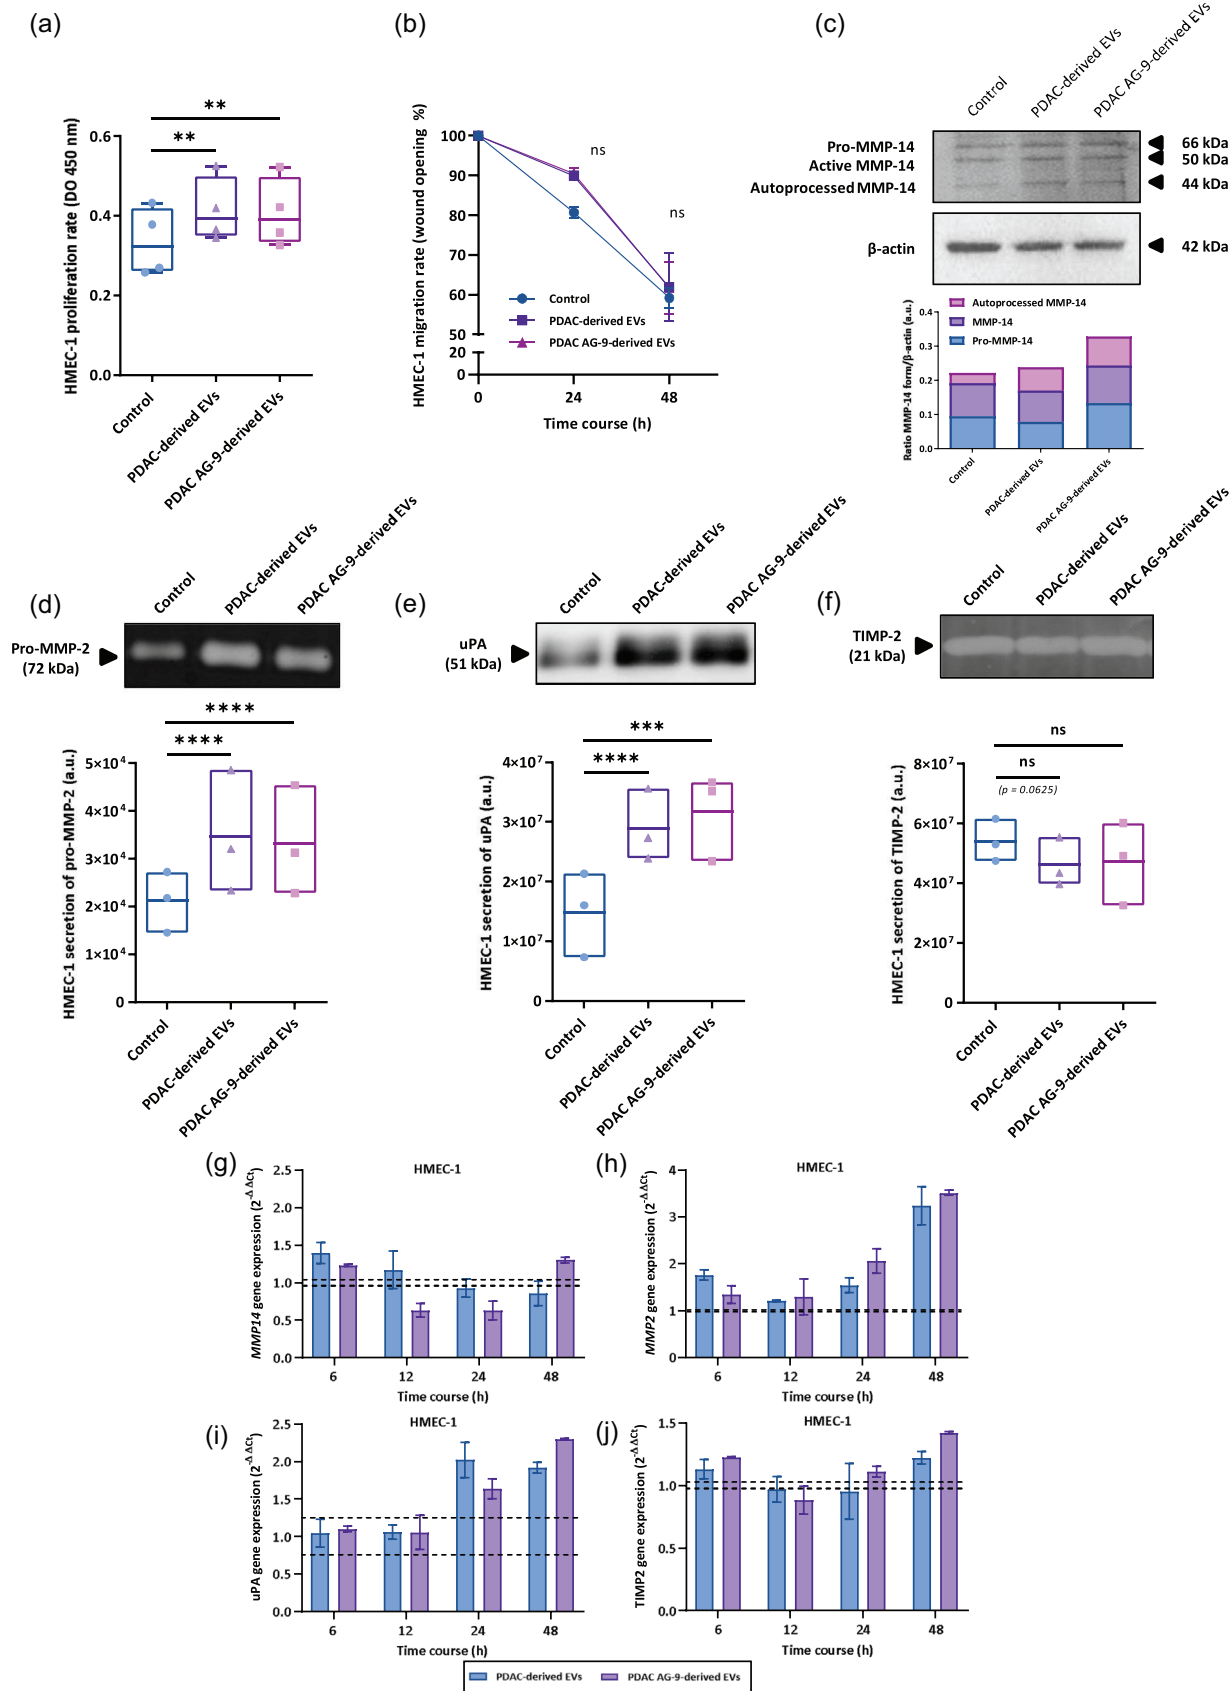 (a)
HMEC-1 proliferation rate (DO 450 nm)
0.6
0.4
0.2
0.0
**
**
Control
PDAC-derived EVs
PDAC AG-9-derived EVs
(b)
HMEC-1 migration rate (wound opening %)
100
90
80
70
60
50
20
0
ns
ns
Control
PDAC-derived EVs
PDAC AG-9-derived EVs
0
24
48
Time course (h)
(c)
Control
PDAC-derived EVs
PDAC AG-9-derived EVs
Pro-MMP-14
Active MMP-14
Autoprocessed MMP-14
66 kDa
50 kDa
44 kDa
β-actin
42 kDa
Ratio MMP-14 form/β-actin (a.u.)
0.4
0.3
0.2
0.1
0.0
Autoprocessed MMP-14
MMP-14
Pro-MMP-14
Control
PDAC-derived EVs
PDAC AG-9-derived EVs
(d)
Control
PDAC-derived EVs
PDAC AG-9-derived EVs
Pro-MMP-2
(72 kDa)
HMEC-1 secretion of pro-MMP-2 (a.u.)
5×10⁴
4×10⁴
3×10⁴
2×10⁴
1×10⁴
0
****
****
Control
PDAC-derived EVs
PDAC AG-9-derived EVs
(e)
Control
PDAC-derived EVs
PDAC AG-9-derived EVs
uPA
(51 kDa)
HMEC-1 secretion of uPA (a.u.)
4×10⁷
3×10⁷
2×10⁷
1×10⁷
0
***
****
Control
PDAC-derived EVs
PDAC AG-9-derived EVs
(f)
Control
PDAC-derived EVs
PDAC AG-9-derived EVs
TIMP-2
(21 kDa)
HMEC-1 secretion of TIMP-2 (a.u.)
8×10⁷
6×10⁷
4×10⁷
2×10⁷
0
ns
ns
(p = 0.0625)
Control
PDAC-derived EVs
PDAC AG-9-derived EVs
(g)
HMEC-1
MMP14 gene expression (2^-ΔΔCt)
2.5
2.0
1.5
1.0
0.5
0.0
6
12
24
48
Time course (h)
(h)
HMEC-1
MMP2 gene expression (2^-ΔΔCt)
4
3
2
1
0
6
12
24
48
Time course (h)
(i)
HMEC-1
uPA gene expression (2^-ΔΔCt)
2.5
2.0
1.5
1.0
0.5
0.0
6
12
24
48
Time course (h)
(j)
HMEC-1
TIMP2 gene expression (2^-ΔΔCt)
1.5
1.0
0.5
0.0
6
12
24
48
Time course (h)
PDAC-derived EVs
PDAC AG-9-derived EVs